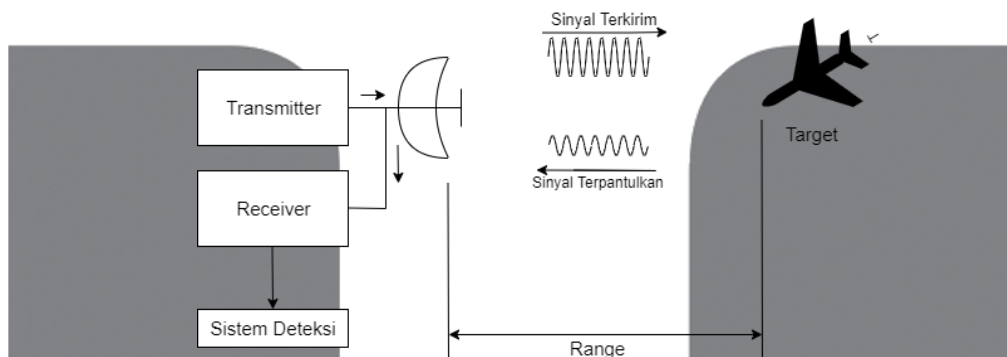 Sinyal Terkirim
Transmitter
Target
Sinyal Terpantulkan
Receiver
Sistem Deteksi
Range